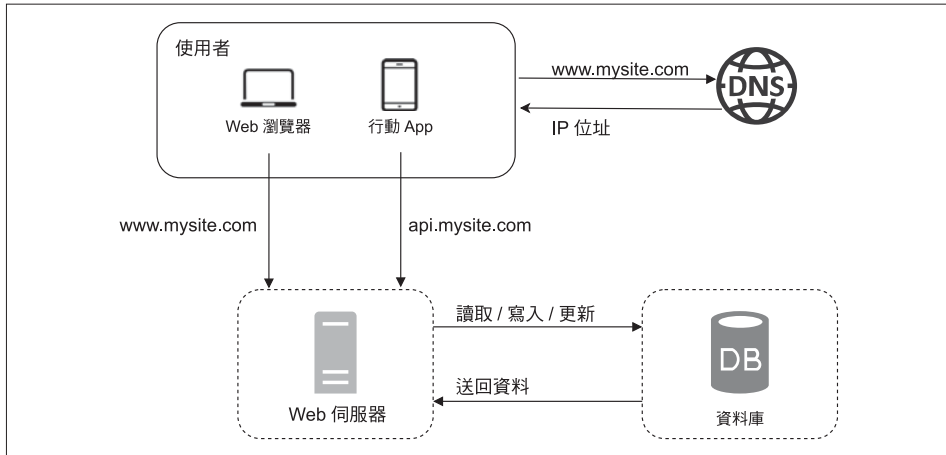 使用者
Web 瀏覽器
行動 App
www.mysite.com
DNS
IP 位址
www.mysite.com
api.mysite.com
讀取 / 寫入 / 更新
送回資料
Web 伺服器
DB
資料庫